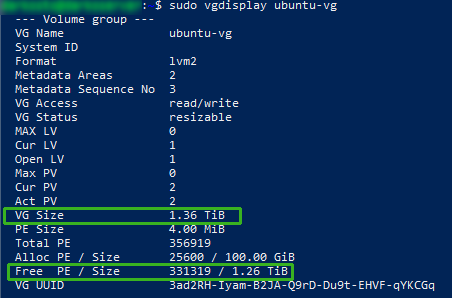 :~$ sudo vgdisplay ubuntu-vg
--- Volume group ---
VG Name ubuntu-vg
System ID
Format lvm2
Metadata Areas 2
Metadata Sequence No 3
VG Access read/write
VG Status resizable
MAX LV 0
Cur LV 1
Open LV 1
Max PV 0
Cur PV 2
Act PV 2
VG Size 1.36 TiB
PE Size 4.00 MiB
Total PE 356919
Alloc PE / Size 25600 / 100.00 GiB
Free PE / Size 331319 / 1.26 TiB
VG UUID 3ad2RH-Iyam-B2JA-Q9rD-Du9t-EHVF-qYKCGq